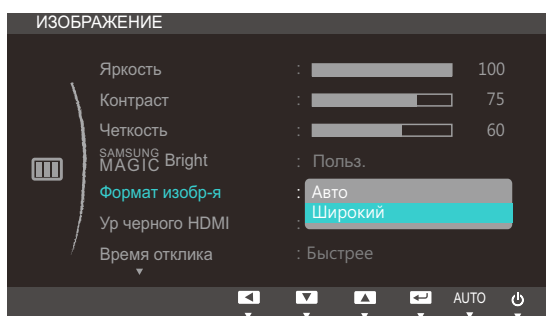 ИЗОБРАЖЕНИЕ
Яркость : 100
Контраст : 75
Четкость : 60
SAMSUNG MAGIC Bright : Польз.
Формат изобр-я : Авто
Широкий
Ур черного HDMI :
Время отклика : Быстрее
AUTO